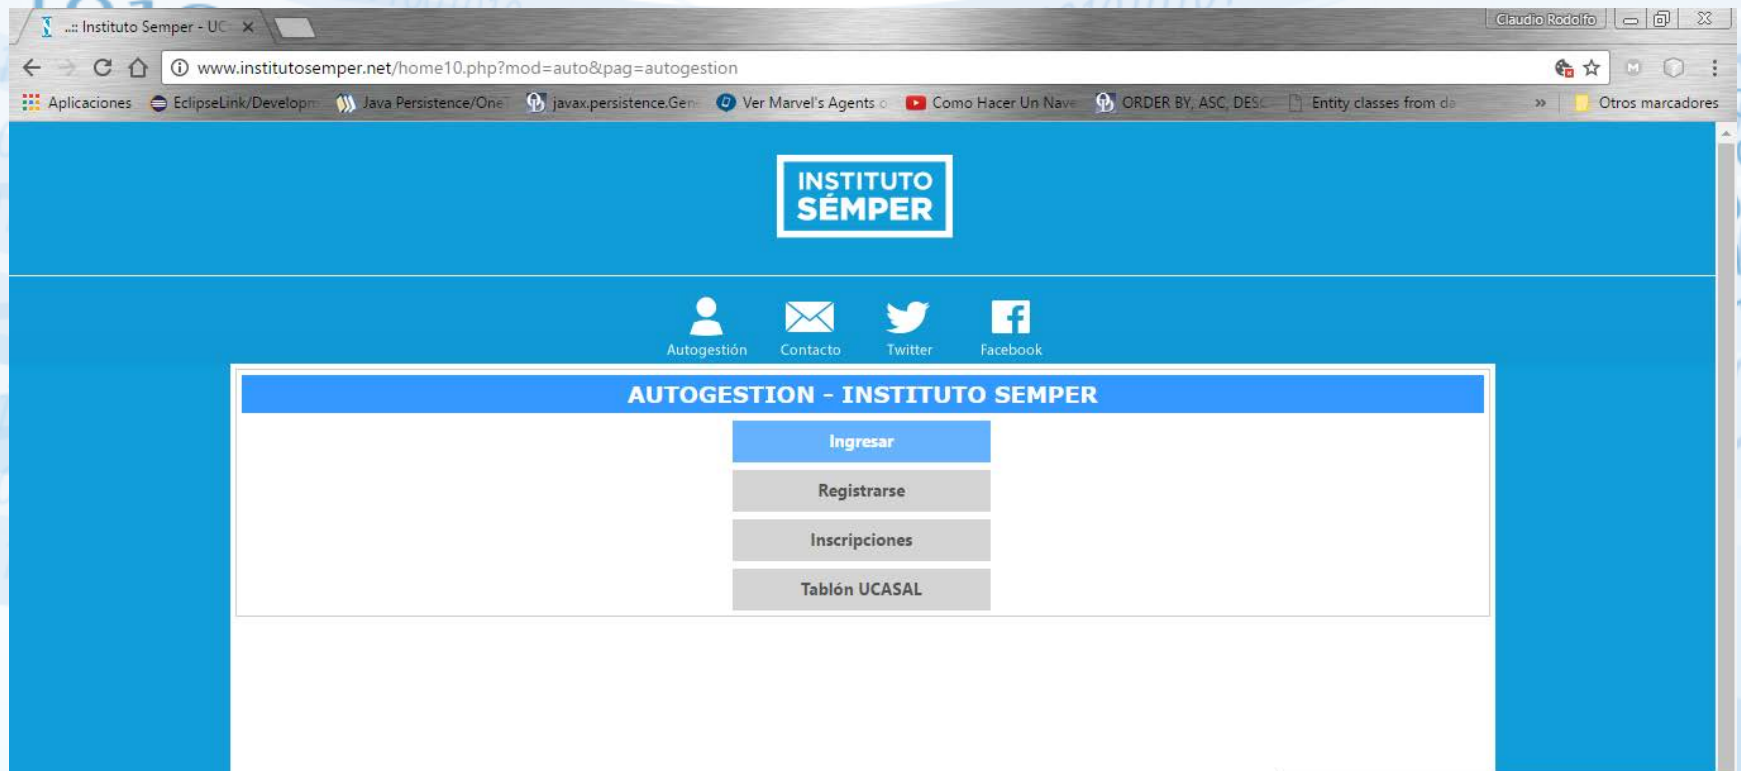 ..:: Instituto Semper - UC
Claudio Rodolfo
www.institutosemper.net/home10.php?mod=auto&pag=autogestion
Aplicaciones EclipseLink/Developm Java Persistence/OneT javax.persistence.Gen Ver Marvel's Agents o Como Hacer Un Nave ORDER BY, ASC, DESC Entity classes from da » Otros marcadores
INSTITUTO
SÉMPER
Autogestión Contacto Twitter Facebook
AUTOGESTION - INSTITUTO SEMPER
Ingresar
Registrarse
Inscripciones
Tablón UCASAL